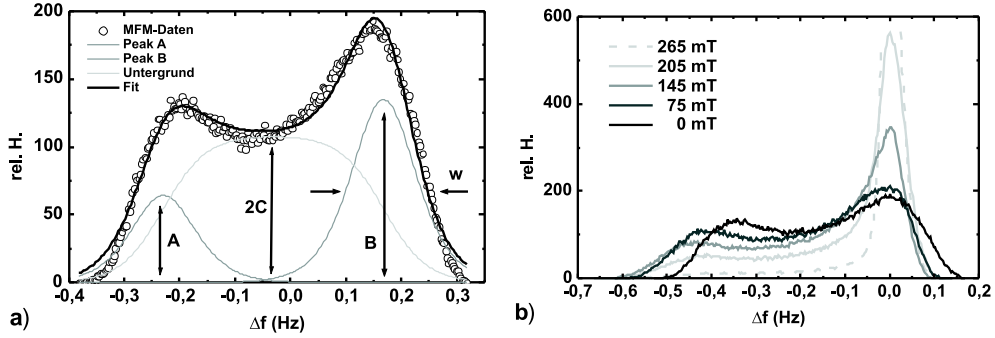 200
150
100
50
0
rel. H.
MFM-Daten
Peak A
Peak B
Untergrund
Fit
A
2C
B
w
-0,4 -0,3 -0,2 -0,1 0,0 0,1 0,2 0,3
Δf (Hz)
a)
600
400
200
0
rel. H.
265 mT
205 mT
145 mT
75 mT
0 mT
-0,7 -0,6 -0,5 -0,4 -0,3 -0,2 -0,1 0,0 0,1 0,2
Δf (Hz)
b)